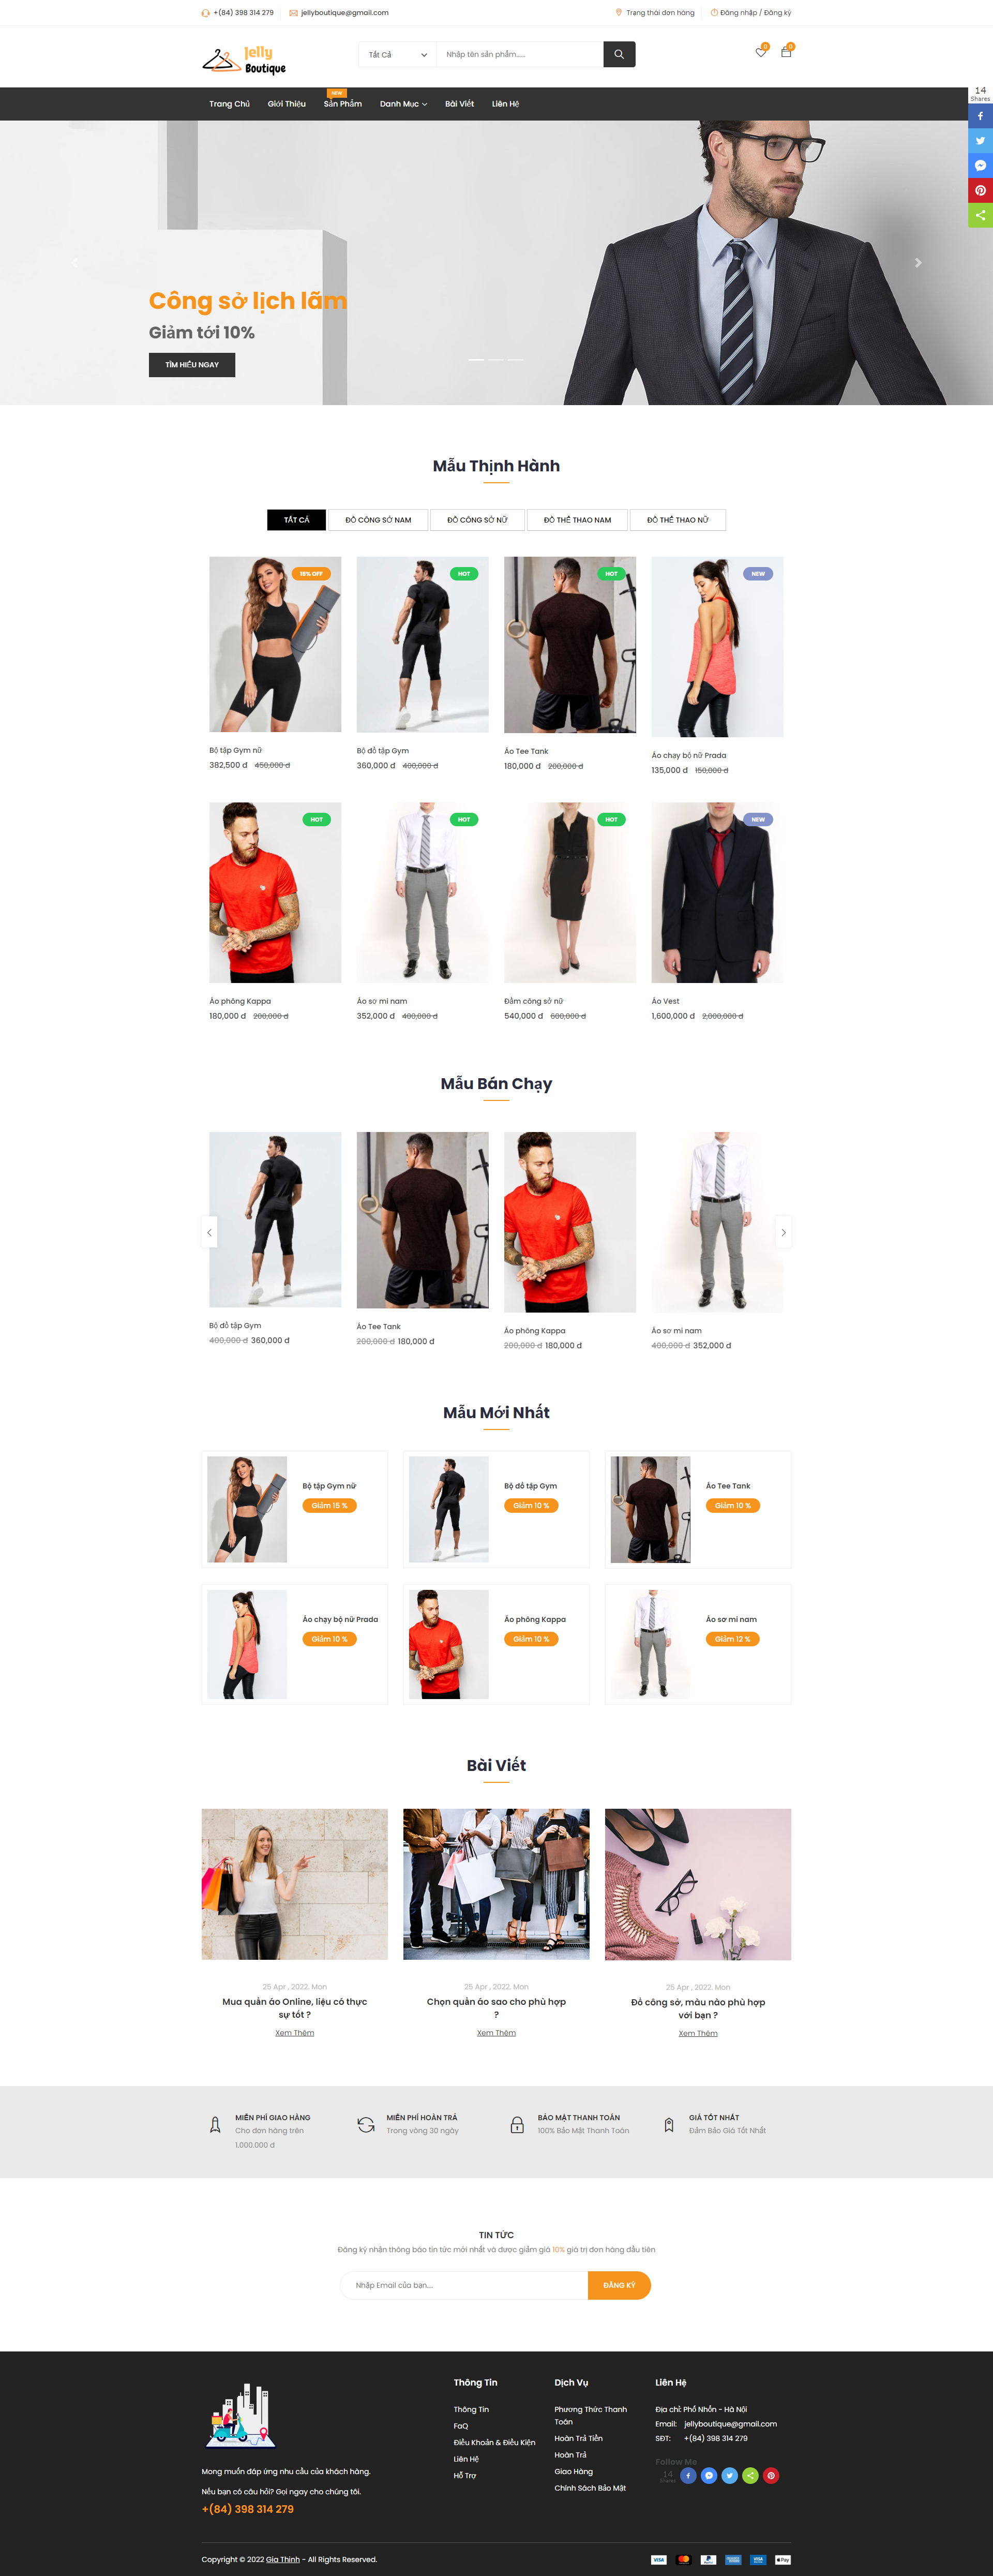 +(84) 398 314 279
jellyboutique@gmail.com
Trạng thái đơn hàng
Đăng nhập / Đăng ký
Jelly
Boutique
Tất Cả
Nhập tên sản phẩm.....
0
0
Trang Chủ
Giới Thiệu
NEW
Sản Phẩm
Danh Mục
Bài Viết
Liên Hệ
14
Shares
Công sở lịch lãm
Giảm tới 10%
TÌM HIỂU NGAY
Mẫu Thịnh Hành
TẤT CẢ
ĐỒ CÔNG SỞ NAM
ĐỒ CÔNG SỞ NỮ
ĐỒ THỂ THAO NAM
ĐỒ THỂ THAO NỮ
15% OFF
HOT
HOT
NEW
Bộ tập Gym nữ
382,500 đ 450,000 đ
Bộ đồ tập Gym
360,000 đ 400,000 đ
Áo Tee Tank
180,000 đ 200,000 đ
Áo chạy bộ nữ Prada
135,000 đ 150,000 đ
HOT
HOT
HOT
NEW
Áo phông Kappa
180,000 đ 200,000 đ
Áo sơ mi nam
352,000 đ 400,000 đ
Đầm công sở nữ
540,000 đ 600,000 đ
Áo Vest
1,600,000 đ 2,000,000 đ
Mẫu Bán Chạy
Bộ đồ tập Gym
400,000 đ 360,000 đ
Áo Tee Tank
200,000 đ 180,000 đ
Áo phông Kappa
200,000 đ 180,000 đ
Áo sơ mi nam
400,000 đ 352,000 đ
Mẫu Mới Nhất
Bộ tập Gym nữ
Giảm 15 %
Bộ đồ tập Gym
Giảm 10 %
Áo Tee Tank
Giảm 10 %
Áo chạy bộ nữ Prada
Giảm 10 %
Áo phông Kappa
Giảm 10 %
Áo sơ mi nam
Giảm 12 %
Bài Viết
25 Apr , 2022. Mon
Mua quần áo Online, liệu có thực
sự tốt ?
Xem Thêm
25 Apr , 2022. Mon
Chọn quần áo sao cho phù hợp
?
Xem Thêm
25 Apr , 2022. Mon
Đồ công sở, màu nào phù hợp
với bạn ?
Xem Thêm
MIỄN PHÍ GIAO HÀNG
Cho đơn hàng trên
1.000.000 đ
MIỄN PHÍ HOÀN TRẢ
Trong vòng 30 ngày
BẢO MẬT THANH TOÁN
100% Bảo Mật Thanh Toán
GIÁ TỐT NHẤT
Đảm Bảo Giá Tốt Nhất
TIN TỨC
Đăng ký nhận thông báo tin tức mới nhất và được giảm giá 10% giá trị đơn hàng đầu tiên
Nhập Email của bạn....
ĐĂNG KÝ
Mong muốn đáp ứng nhu cầu của khách hàng.
Nếu bạn có câu hỏi? Gọi ngay cho chúng tôi.
+(84) 398 314 279
Thông Tin
Thông Tin
FaQ
Điều Khoản & Điều Kiện
Liên Hệ
Hỗ Trợ
Dịch Vụ
Phương Thức Thanh
Toán
Hoàn Trả Tiền
Hoàn Trả
Giao Hàng
Chính Sách Bảo Mật
Liên Hệ
Địa chỉ: Phố Nhổn - Hà Nội
Email: jellyboutique@gmail.com
SĐT: +(84) 398 314 279
Follow Me
14
Shares
Copyright © 2022 Gia Thịnh - All Rights Reserved.
VISA
VISA
Pay